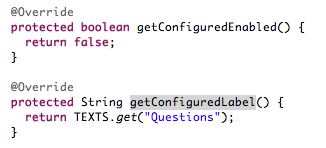 @Override
protected boolean getConfiguredEnabled() {
  return false;
}
@Override
protected String getConfiguredLabel() {
  return TEXTS.get("Questions");
}